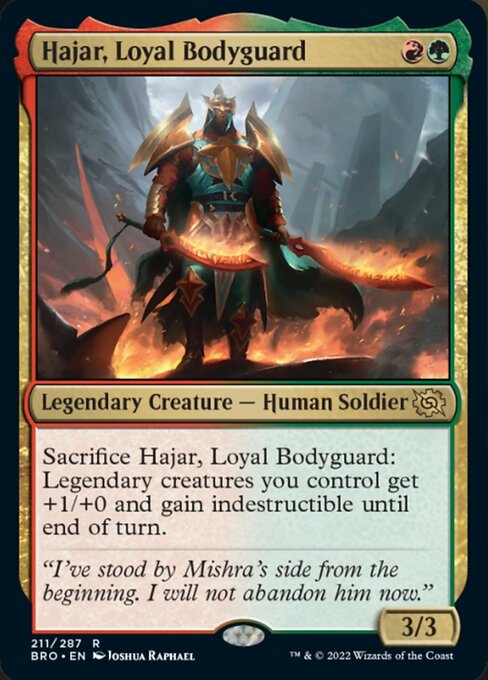 Hajar, Loyal Bodyguard
Legendary Creature — Human Soldier
Sacrifice Hajar, Loyal Bodyguard:
Legendary creatures you control get
+1/+0 and gain indestructible until
end of turn.
“I’ve stood by Mishra’s side from the
beginning. I will not abandon him now.”
3/3
211/287 R
BRO • EN Joshua Raphael
™ & © 2022 Wizards of the Coast